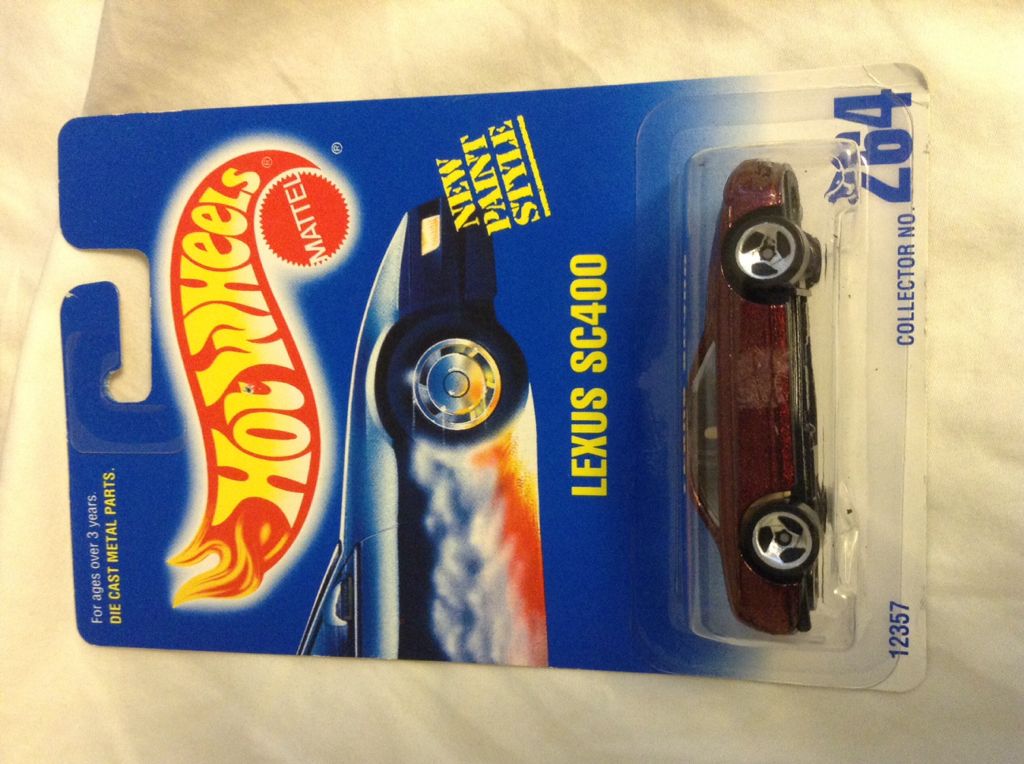 For ages over 3 years.
DIE CAST METAL PARTS.
HOT WHEELS®
MATTEL
®
NEW
PAINT
STYLE
LEXUS SC400
12357
COLLECTOR NO. 264